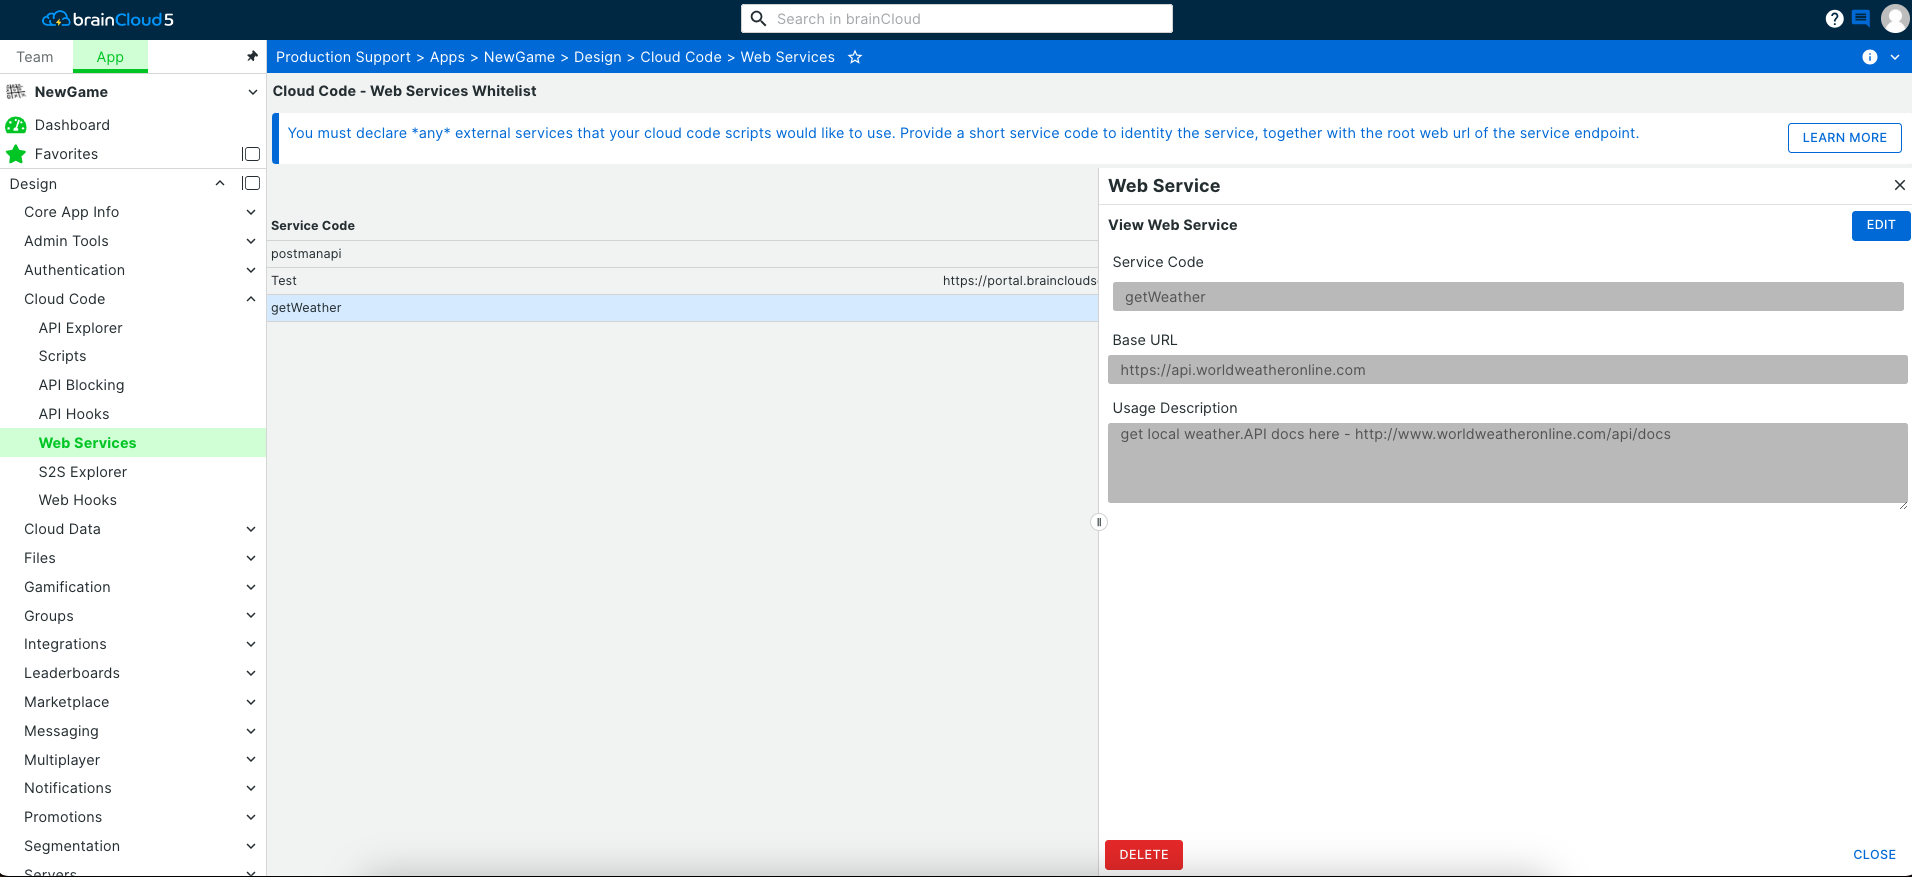 brainCloud5
Search in brainCloud
Team
App
Production Support > Apps > NewGame > Design > Cloud Code > Web Services
NewGame
Dashboard
Favorites
Design
Core App Info
Admin Tools
Authentication
Cloud Code
API Explorer
Scripts
API Blocking
API Hooks
Web Services
S2S Explorer
Web Hooks
Cloud Data
Files
Gamification
Groups
Integrations
Leaderboards
Marketplace
Messaging
Multiplayer
Notifications
Promotions
Segmentation
Servers
Cloud Code - Web Services Whitelist
You must declare *any* external services that your cloud code scripts would like to use. Provide a short service code to identity the service, together with the root web url of the service endpoint.
LEARN MORE
Service Code
postmanapi
Test https://portal.brainclouds
getWeather
Web Service
View Web Service
EDIT
Service Code
getWeather
Base URL
https://api.worldweatheronline.com
Usage Description
get local weather.API docs here - http://www.worldweatheronline.com/api/docs
DELETE
CLOSE